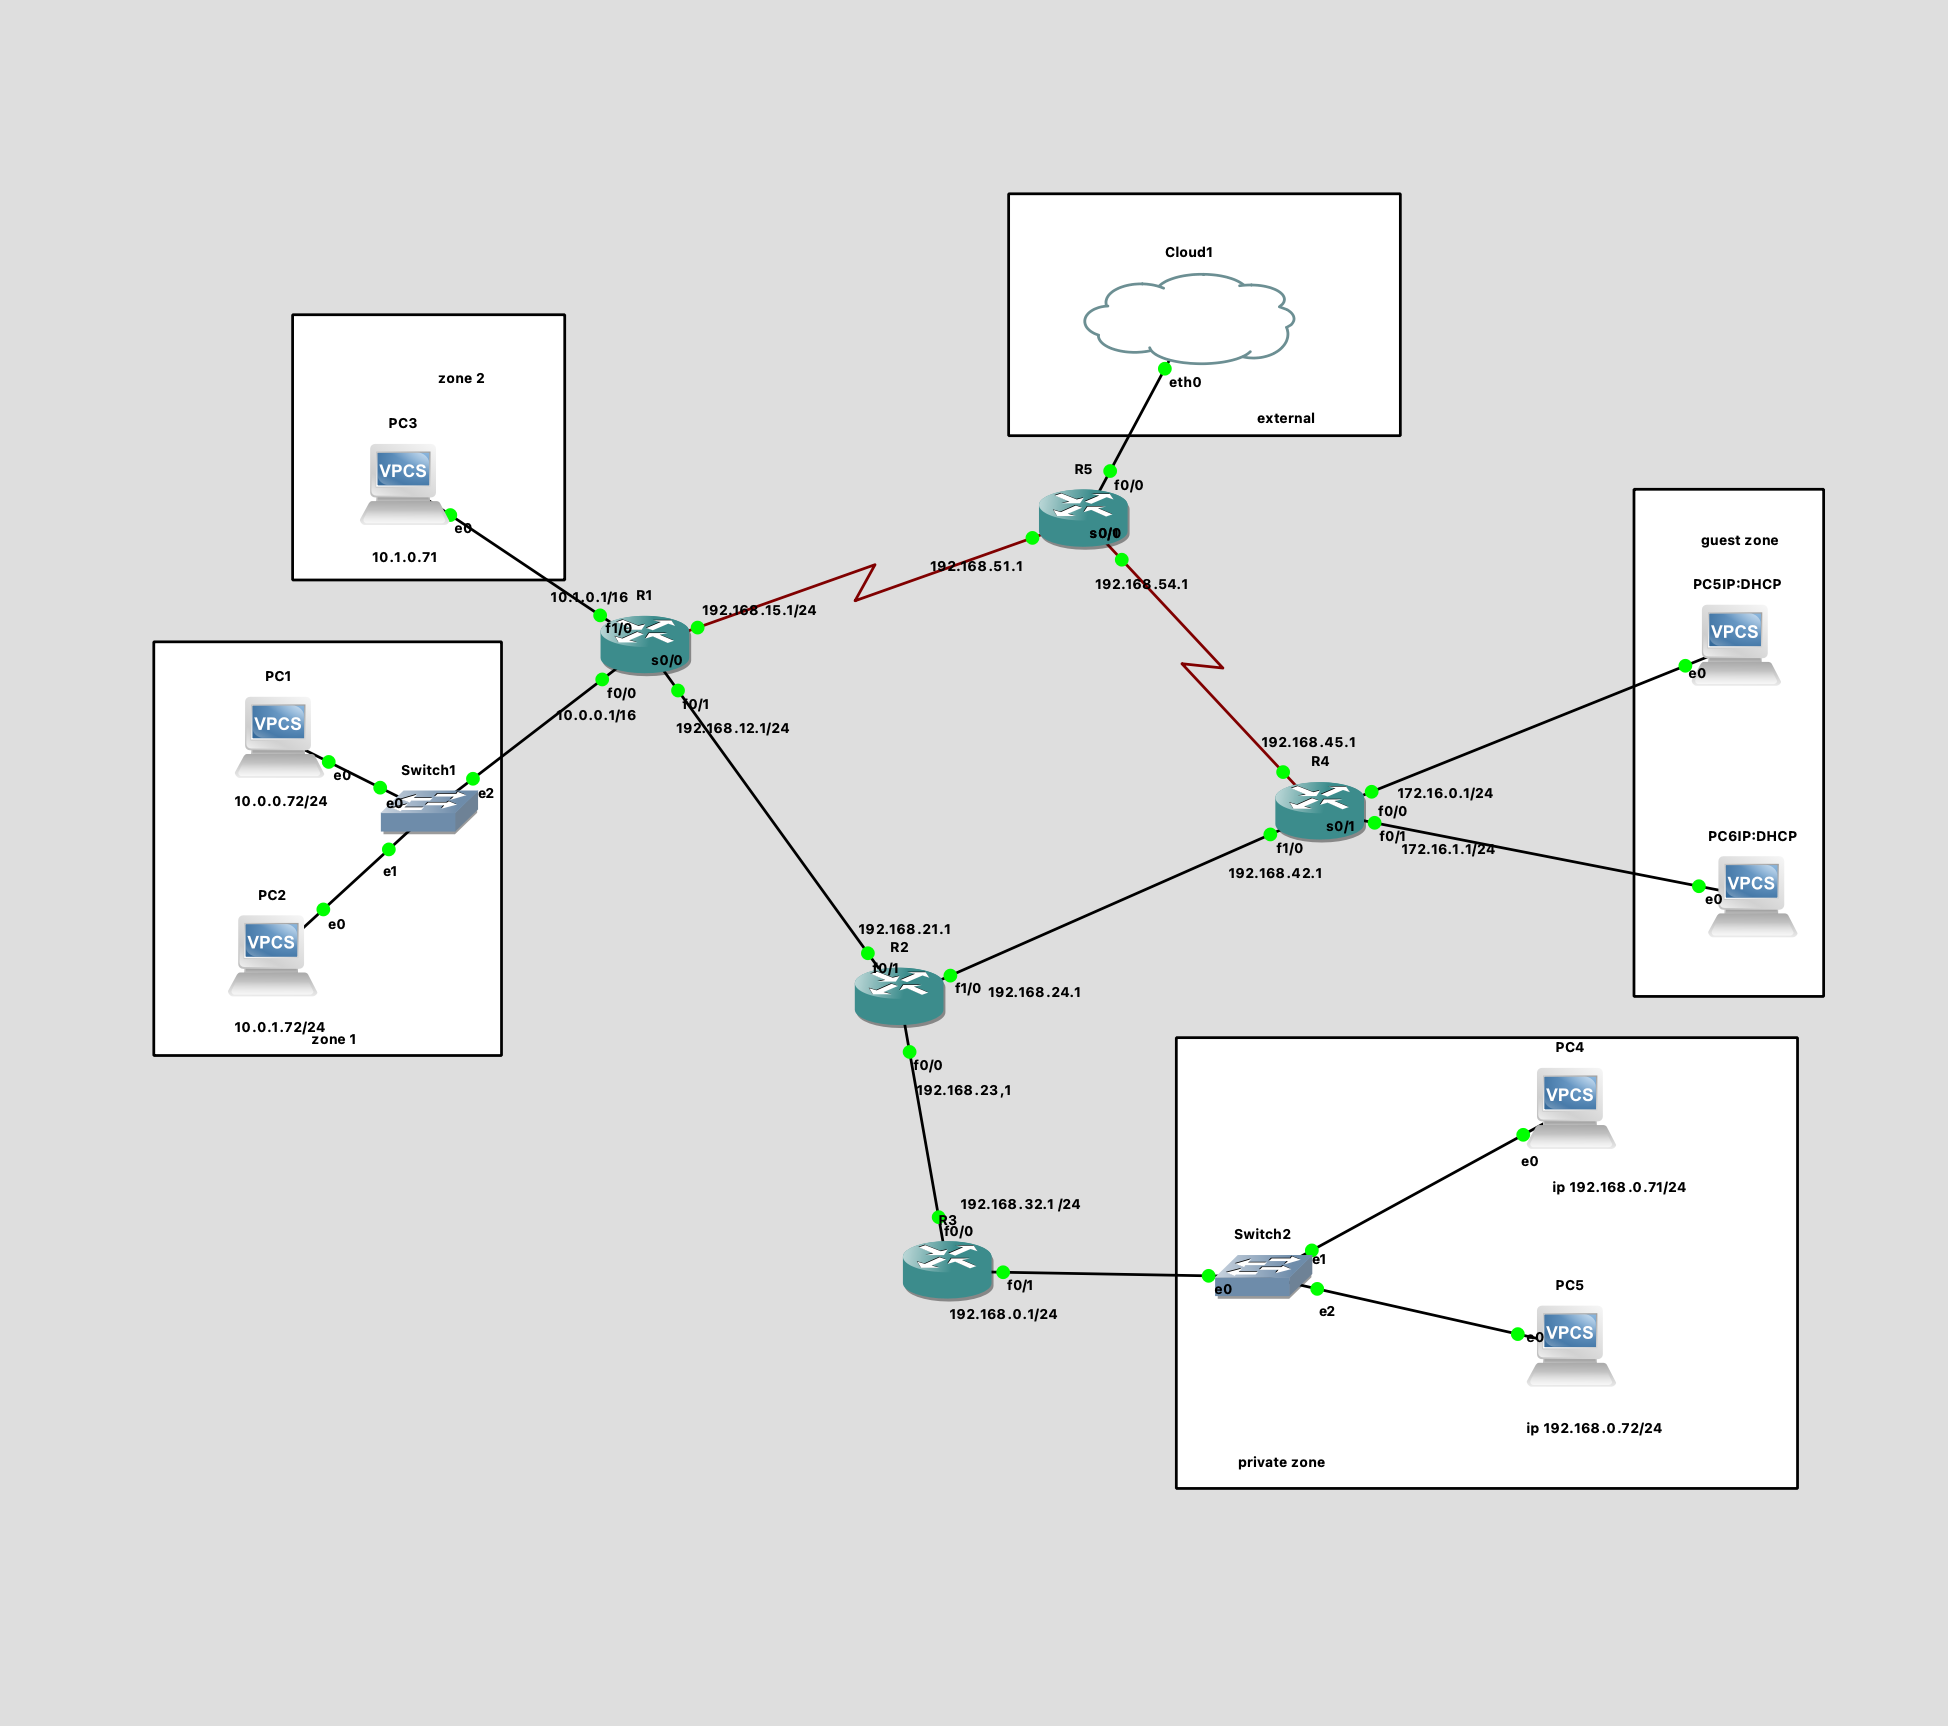 Cloud1
eth0
external
zone 2
PC3
VPCS
e0
10.1.0.71
R5
f0/0
s0/0
192.168.51.1
192.168.54.1
guest zone
PC5IP:DHCP
VPCS
e0
10.1.0.1/16
R1
f1/0
192.168.15.1/24
s0/0
f0/0
10.0.0.1/16
f0/1
192.168.12.1/24
PC1
VPCS
e0
10.0.0.72/24
Switch1
e0
e2
e1
PC2
VPCS
e0
10.0.1.72/24
zone 1
192.168.45.1
R4
172.16.0.1/24
f0/0
s0/1
f0/1
172.16.1.1/24
f1/0
192.168.42.1
PC6IP:DHCP
VPCS
e0
192.168.21.1
R2
f0/1
f1/0
192.168.24.1
f0/0
192.168.23,1
192.168.32.1 /24
R3
f0/0
f0/1
192.168.0.1/24
PC4
VPCS
e0
ip 192.168.0.71/24
Switch2
e1
e0
e2
PC5
VPCS
e0
ip 192.168.0.72/24
private zone